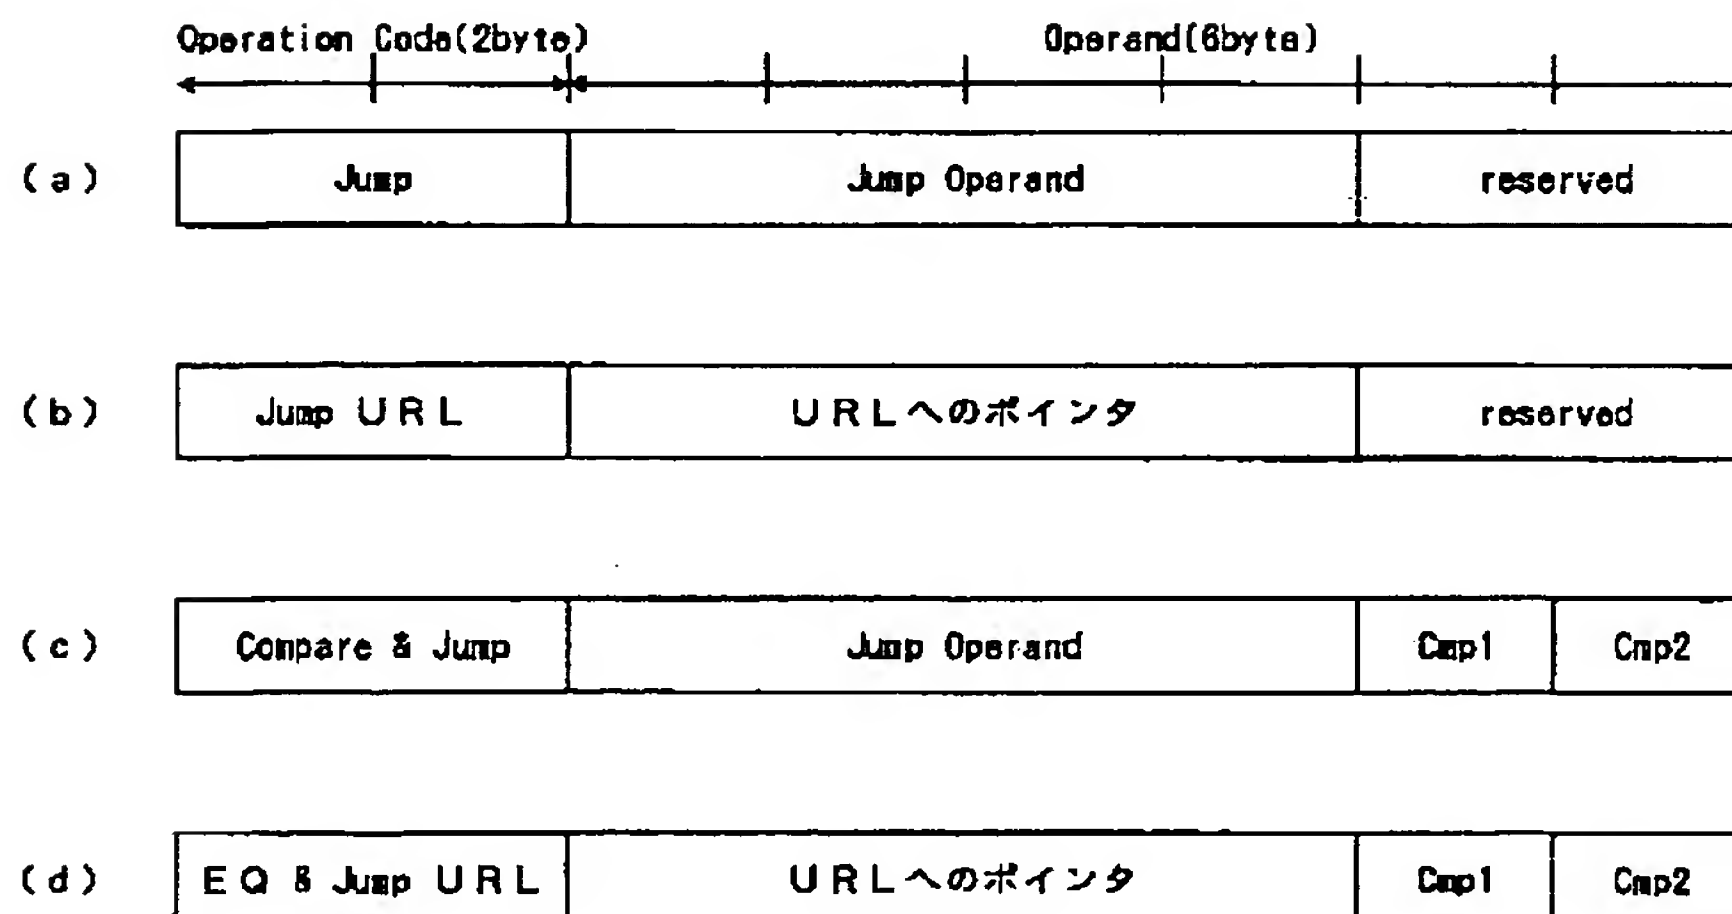 Operation Code(2byte) Operand(6byte)
(a) Jump Jump Operand reserved
(b) Jump URL URLへのポインタ reserved
(c) Compare & Jump Jump Operand Cmp1 Cmp2
(d) EQ & Jump URL URLへのポインタ Cmp1 Cmp2